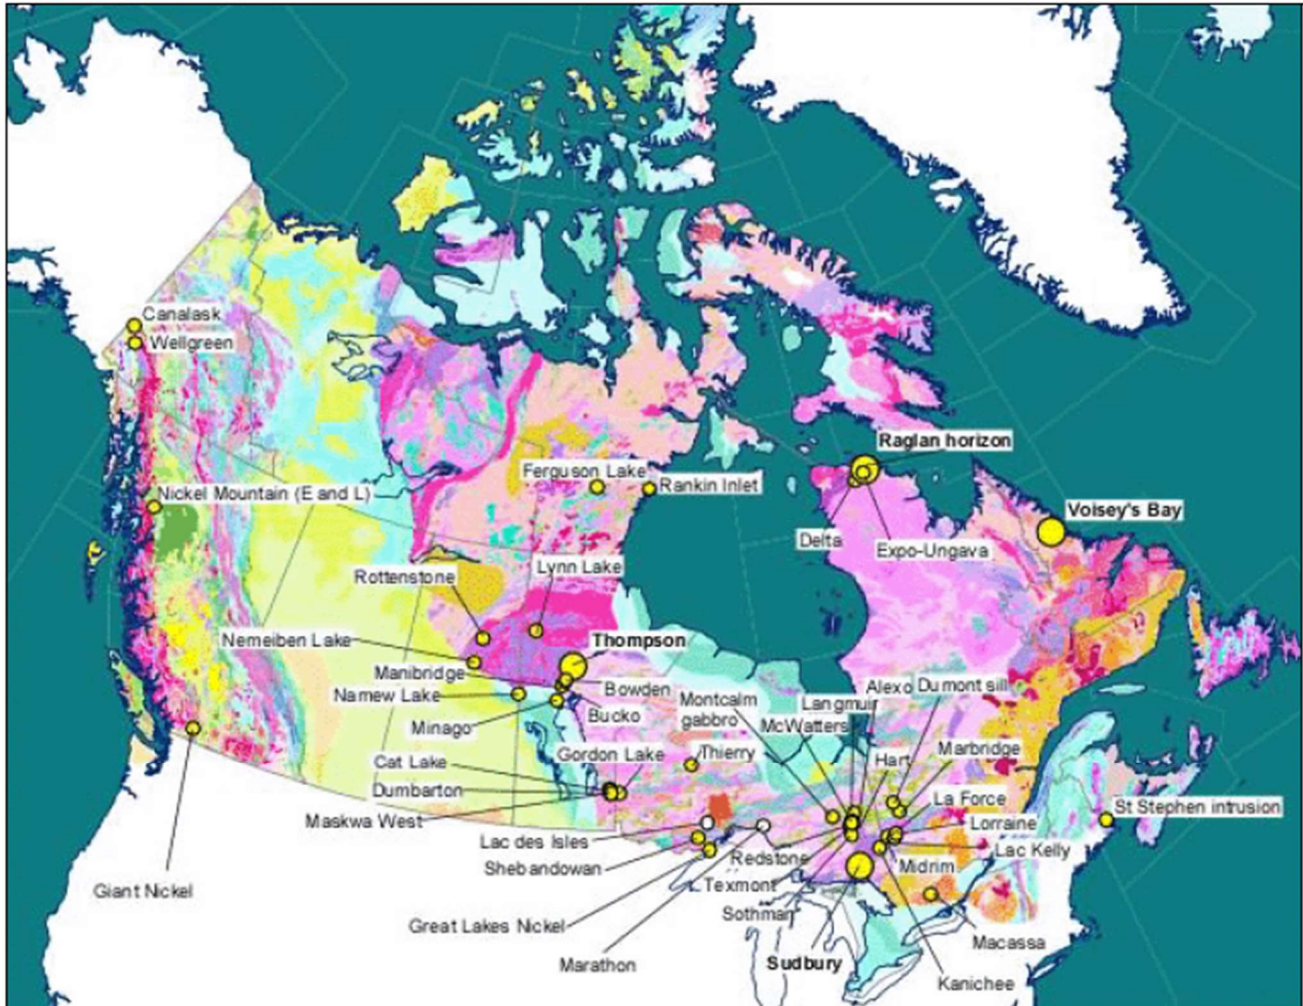 Canalask
Wellgreen
Raglan horizon
Ferguson Lake
Rankin Inlet
Nickel Mountain (E and L)
Voisey's Bay
Delta
Expo-Ungava
Rottenstone
Lynn Lake
Nemeiben Lake
Thompson
Manibridge
Bowden
Namew Lake
Montcalm
gabbro
Langmuir
Alexo
Dumont sill
Minago
Bucko
McWatters
Cat Lake
Gordon Lake
Thierry
Hart
Marbridge
Dumbarton
La Force
St Stephen intrusion
Maskwa West
Lorraine
Lac des Isles
Lac Kelly
Shebandowan
Redstone
Midrim
Giant Nickel
Texmont
Sothman
Great Lakes Nickel
Macassa
Marathon
Sudbury
Kanichee